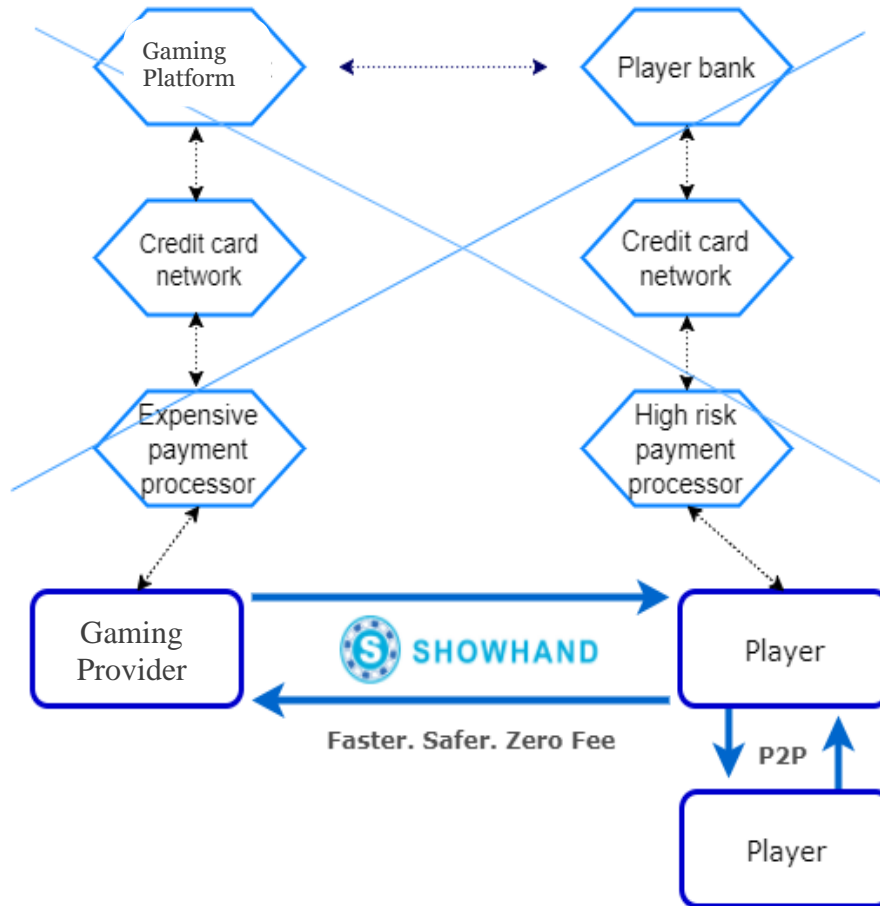 Gaming
Platform
Player bank
Credit card
network
Credit card
network
Expensive
payment
processor
High risk
payment
processor
Gaming
Provider
S SHOWHAND
Player
Faster. Safer. Zero Fee
P2P
Player